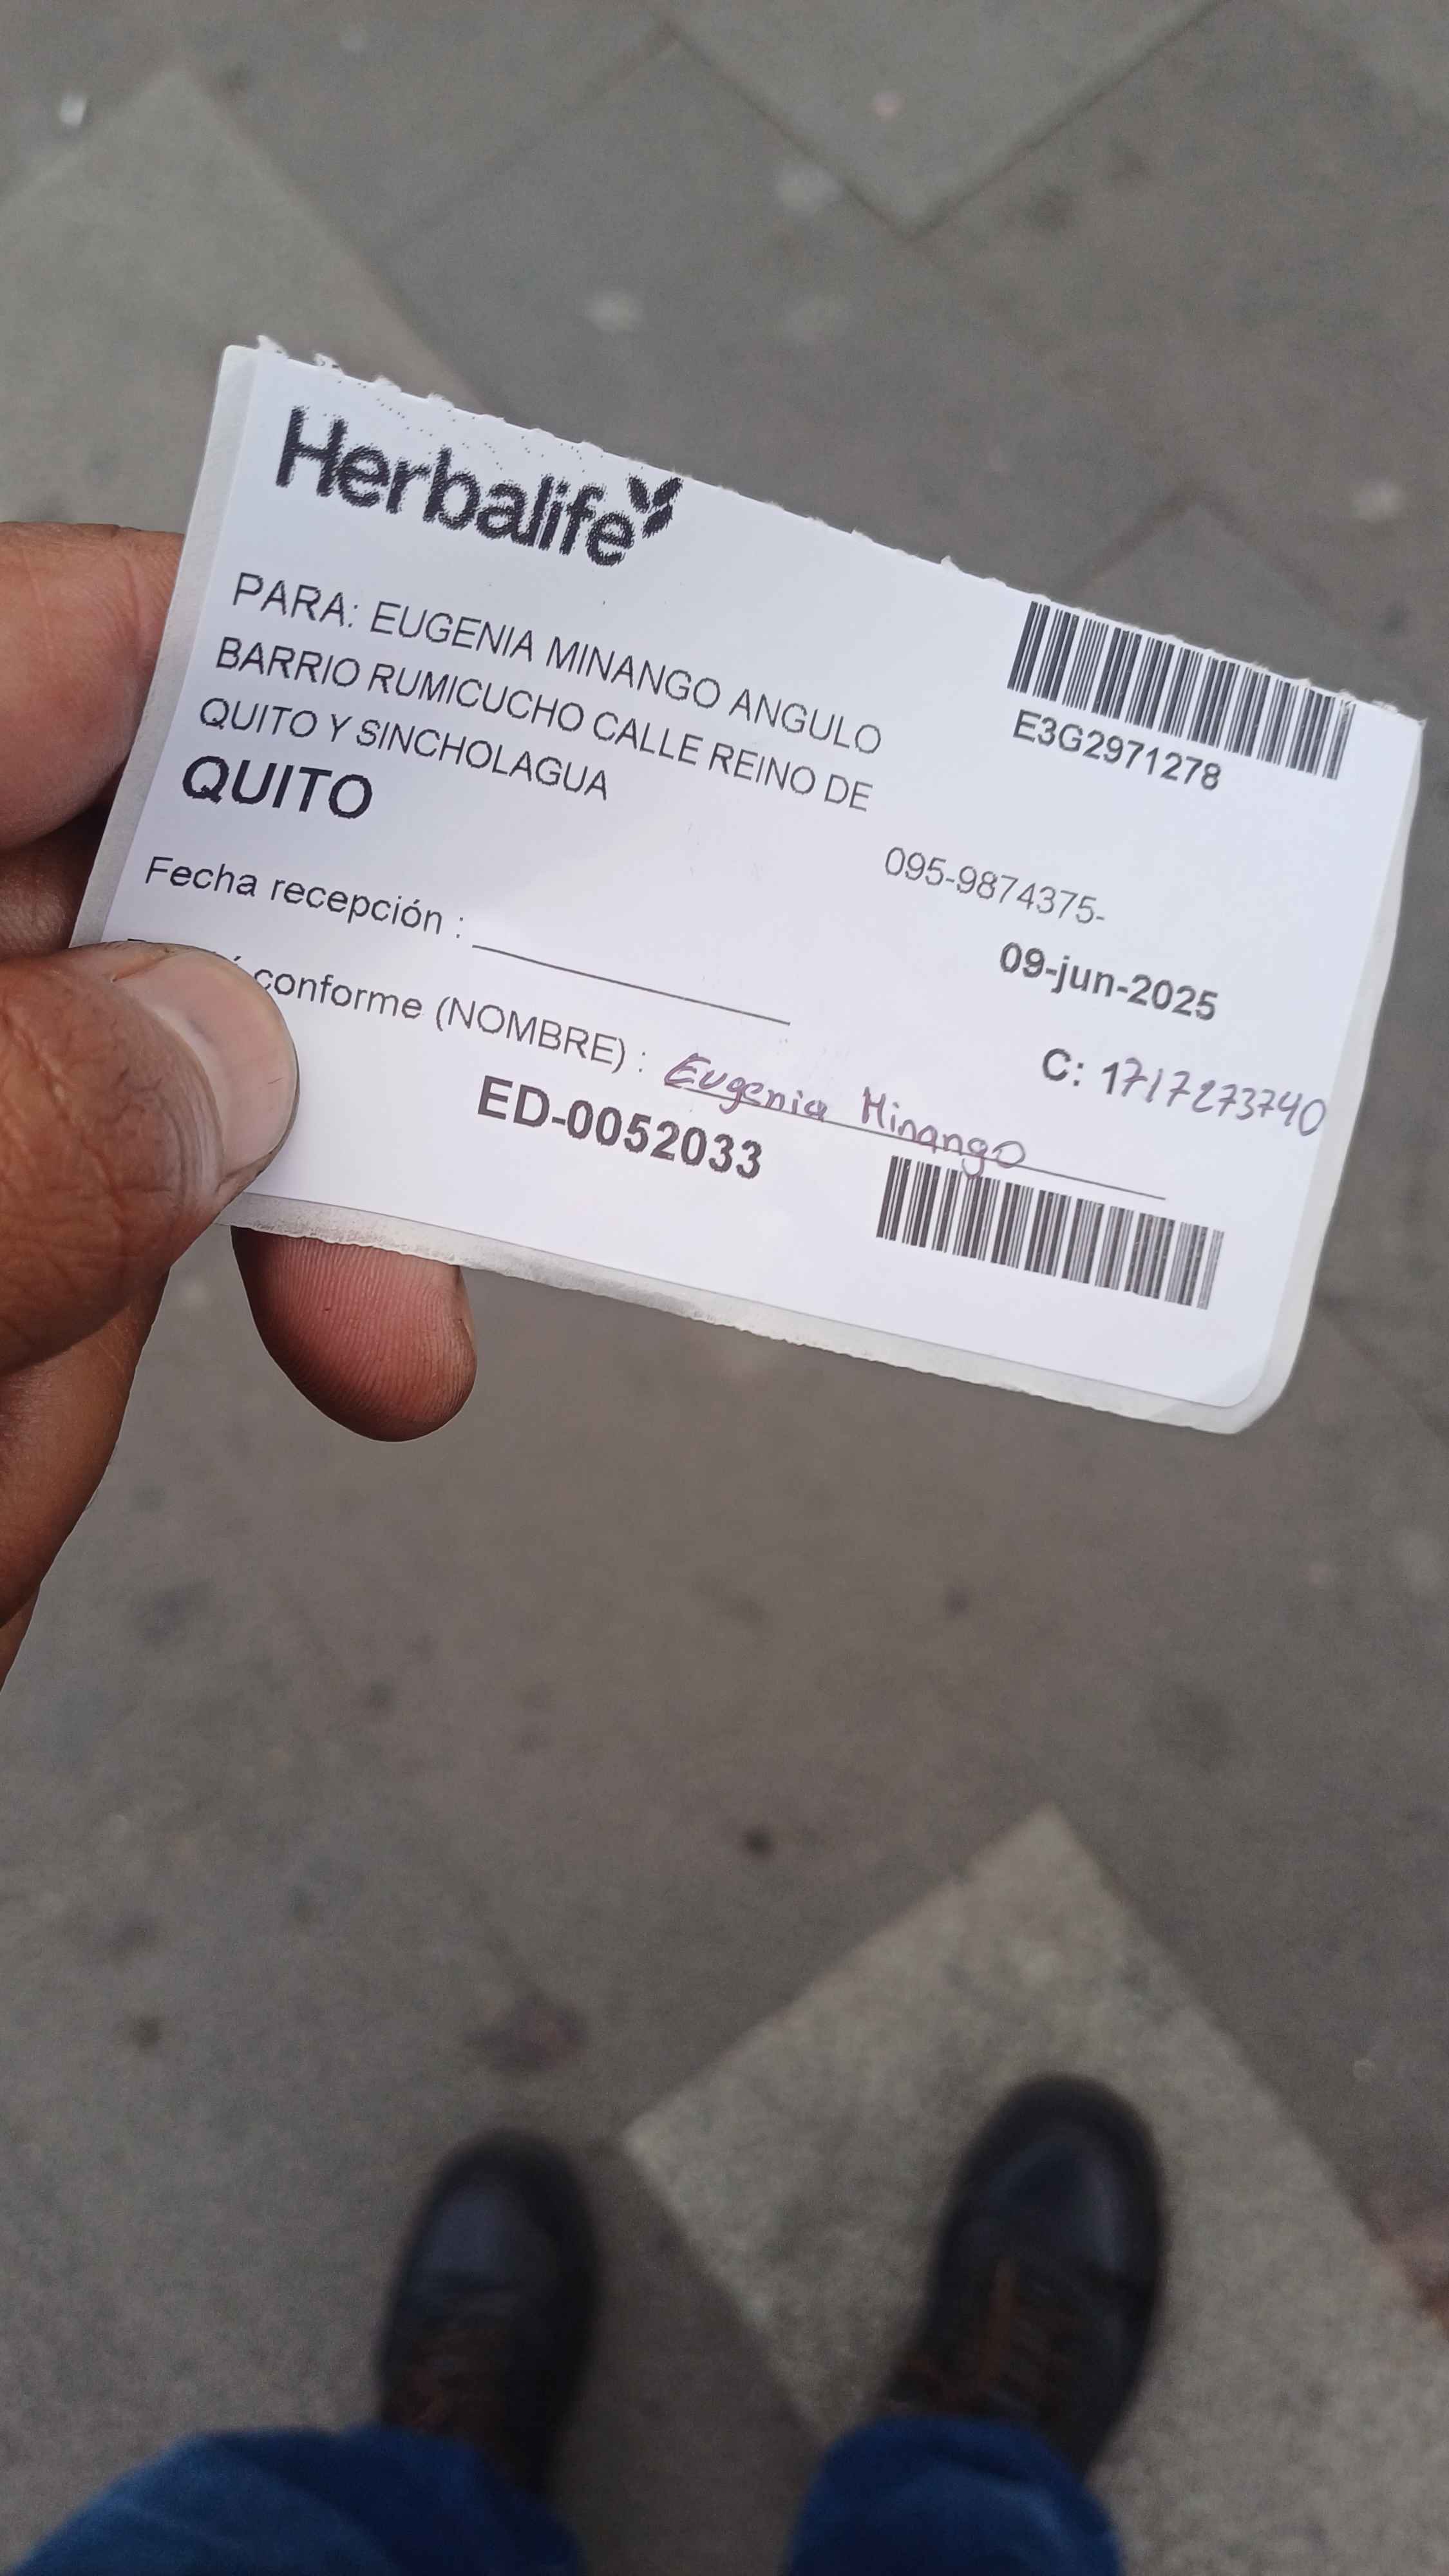 Herbalife
PARA: EUGENIA MINANGO ANGULO
BARRIO RUMICUCHO CALLE REINO DE
QUITO Y SINCHOLAGUA
QUITO
E3G2971278
095-9874375-
09-jun-2025
Fecha recepción :
conforme (NOMBRE) : Eugenia Minango
C: 1717273740
ED-0052033